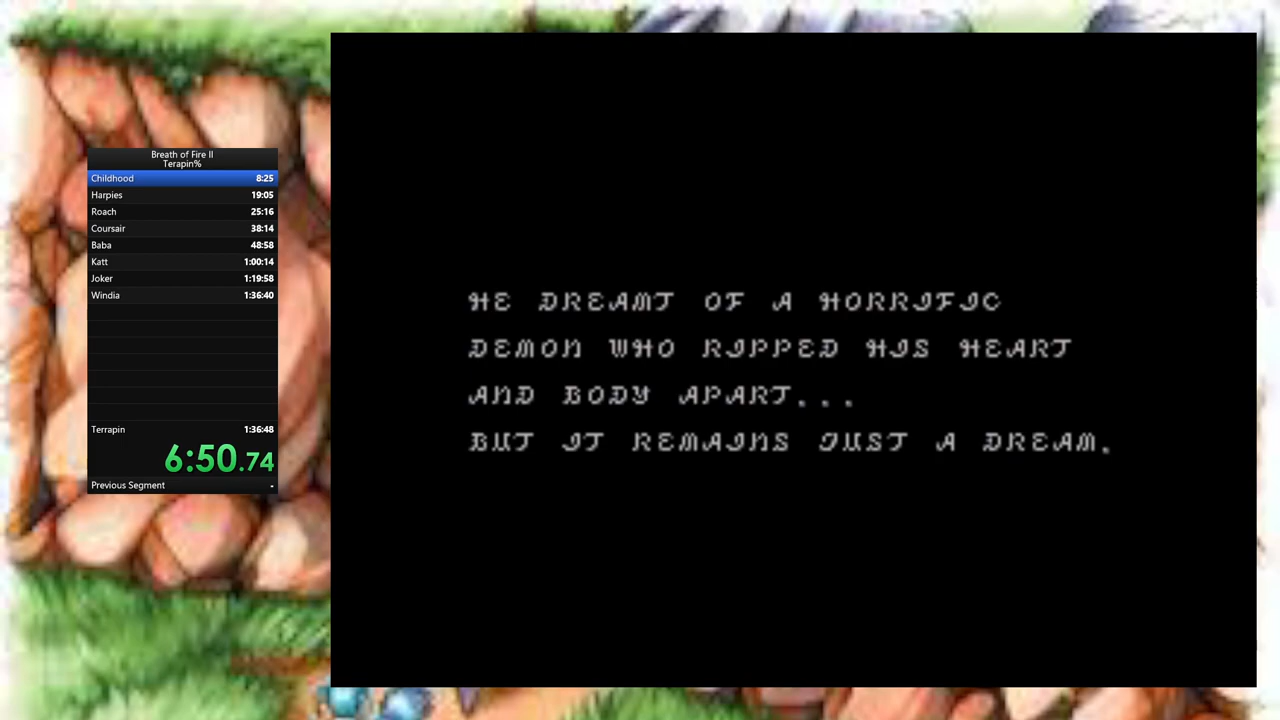 Breath of Fire II
Terapin%
Childhood 8:25
Harpies 19:05
Roach 25:16
Coursair 38:14
Baba 48:58
Katt 1:00:14
Joker 1:19:58
Windia 1:36:40
Terrapin 1:36:48
6:50.74
Previous Segment -
HE DREAMT OF A HORRIFIC
DEMON WHO RIPPED HIS HEART
AND BODY APART...
BUT IT REMAINS JUST A DREAM.